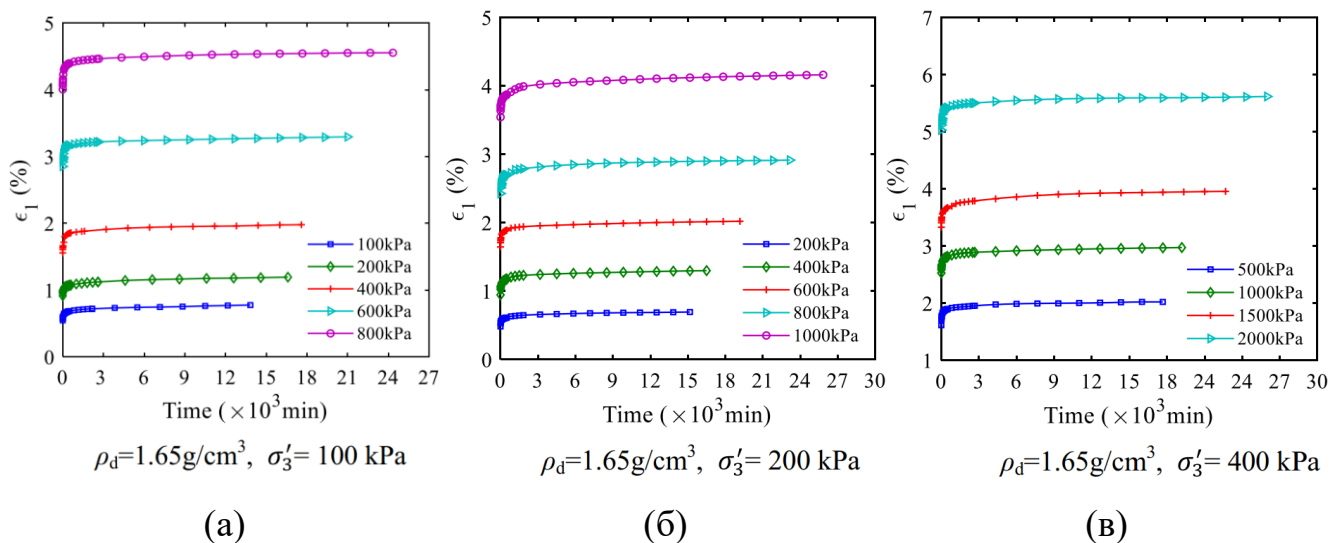 5
4
3
2
1
0
ϵ₁ (%)
100kPa
200kPa
400kPa
600kPa
800kPa
0 3 6 9 12 15 18 21 24 27
Time (×10³min)
ρd=1.65g/cm³, σ′₃= 100 kPa
(а)
5
4
3
2
1
0
ϵ₁ (%)
200kPa
400kPa
600kPa
800kPa
1000kPa
0 3 6 9 12 15 18 21 24 27 30
Time (×10³min)
ρd=1.65g/cm³, σ′₃= 200 kPa
(б)
7
6
5
4
3
2
1
ϵ₁ (%)
500kPa
1000kPa
1500kPa
2000kPa
0 3 6 9 12 15 18 21 24 27 30
Time (×10³min)
ρd=1.65g/cm³, σ′₃= 400 kPa
(в)